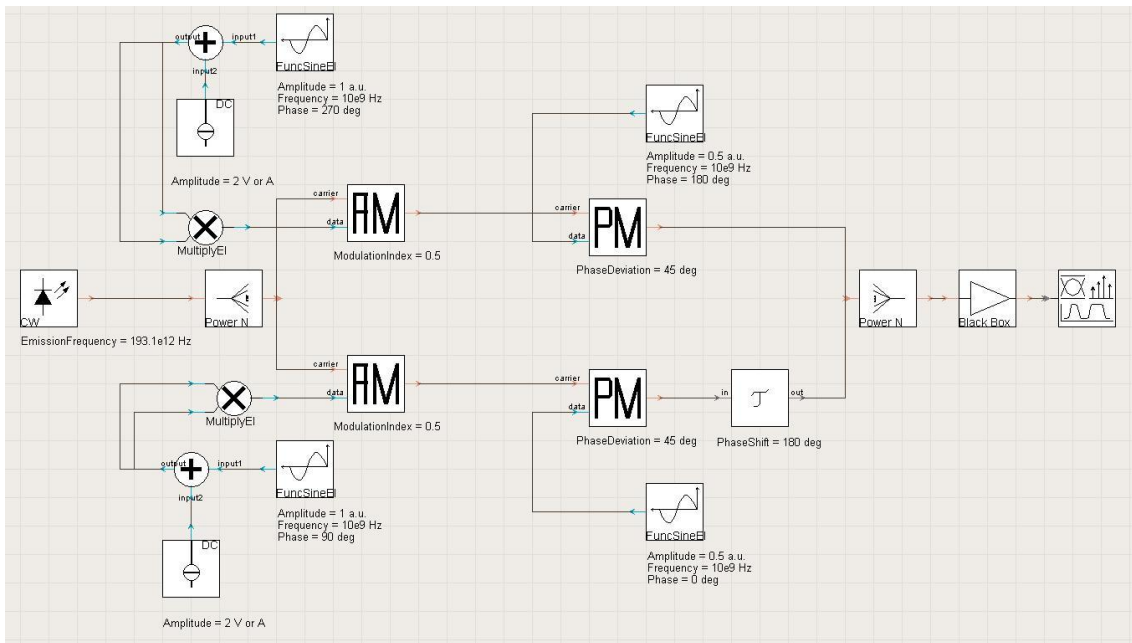 output
input1
input2
FuncSineEl
Amplitude = 1 a.u.
Frequency = 10e9 Hz
Phase = 270 deg
DC
Amplitude = 2 V or A
FuncSineEl
Amplitude = 0.5 a.u.
Frequency = 10e9 Hz
Phase = 180 deg
carrier
data
AM
ModulationIndex = 0.5
MultiplyEl
carrier
data
PM
PhaseDeviation = 45 deg
CW
EmissionFrequency = 193.1e12 Hz
Power N
Power N
Black Box
carrier
data
AM
ModulationIndex = 0.5
MultiplyEl
carrier
data
PM
PhaseDeviation = 45 deg
in
out
T
PhaseShift = 180 deg
output
input1
input2
FuncSineEl
Amplitude = 1 a.u.
Frequency = 10e9 Hz
Phase = 90 deg
DC
Amplitude = 2 V or A
FuncSineEl
Amplitude = 0.5 a.u.
Frequency = 10e9 Hz
Phase = 0 deg